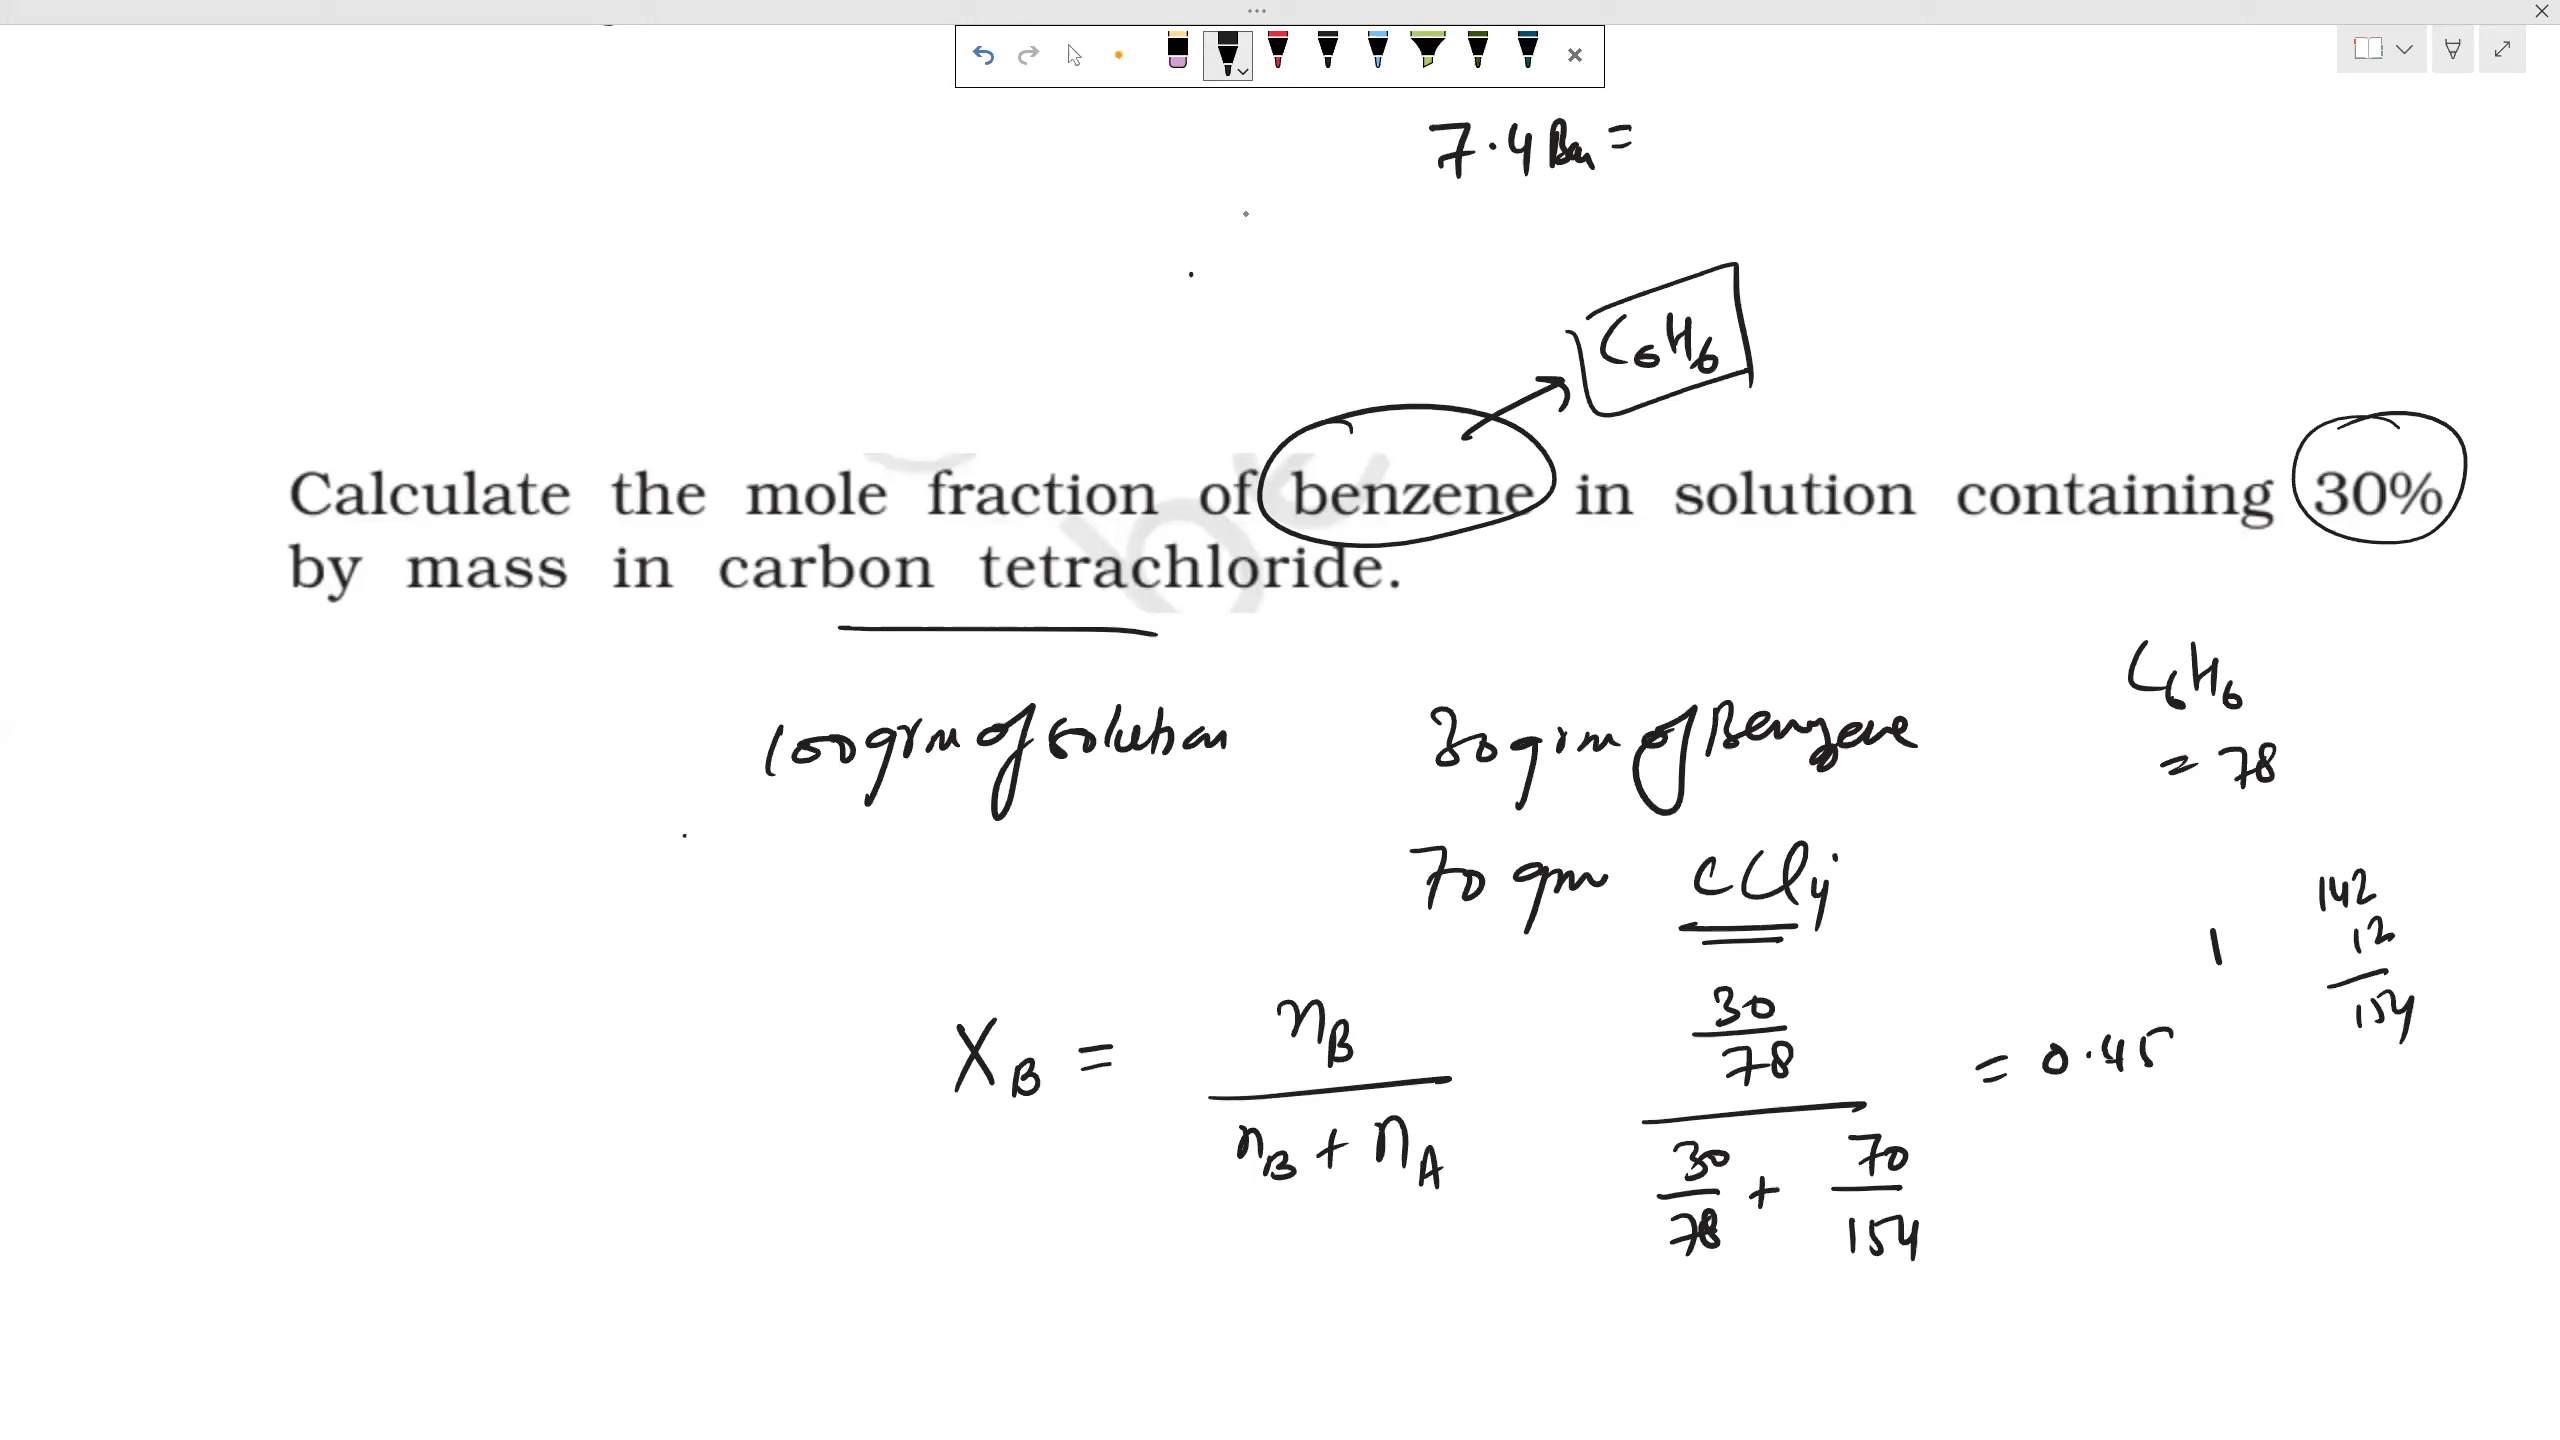 7.4 Ben =
C6H6
Calculate the mole fraction of benzene in solution containing 30%
by mass in carbon tetrachloride.
C6H6
= 78
100 grm of solution 30 grm of Benzene
70 gm CCl4
142
12
154
1
XB = nB / nB + nA 30/78 / 30/78 + 70/154 = 0.45